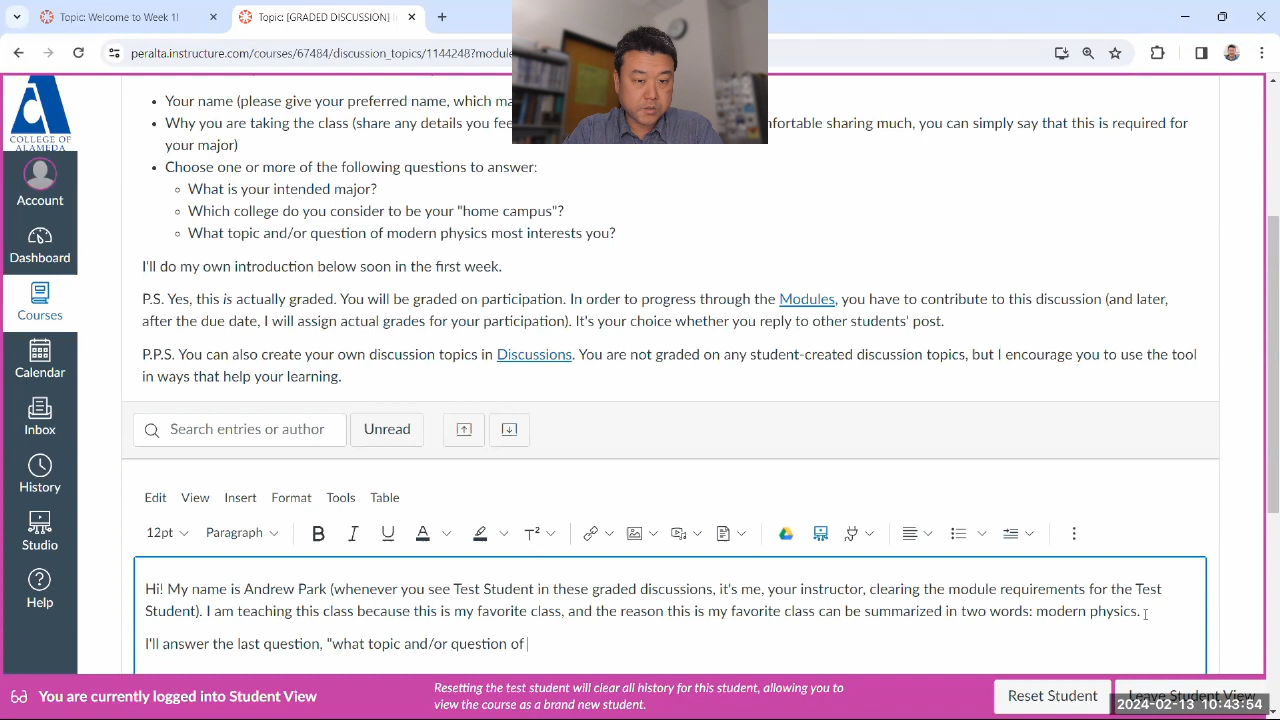 peralta.instructure.com/courses/67484/discussion_topics/1144248?module
COLLEGE OF
ALAMEDA
Account
Dashboard
Courses
Calendar
Inbox
History
Studio
Help
Your name (please give your preferred name, which ma
Why you are taking the class (share any details you fee mfortable sharing much, you can simply say that this is required for
your major)
Choose one or more of the following questions to answer:
What is your intended major?
Which college do you consider to be your "home campus"?
What topic and/or question of modern physics most interests you?
I'll do my own introduction below soon in the first week.
P.S. Yes, this is actually graded. You will be graded on participation. In order to progress through the Modules, you have to contribute to this discussion (and later,
after the due date, I will assign actual grades for your participation). It's your choice whether you reply to other students' post.
P.P.S. You can also create your own discussion topics in Discussions. You are not graded on any student-created discussion topics, but I encourage you to use the tool
in ways that help your learning.
Search entries or author Unread
Edit View Insert Format Tools Table
12pt Paragraph B I U A T²
Hi! My name is Andrew Park (whenever you see Test Student in these graded discussions, it's me, your instructor, clearing the module requirements for the Test
Student). I am teaching this class because this is my favorite class, and the reason this is my favorite class can be summarized in two words: modern physics.
I'll answer the last question, "what topic and/or question of
You are currently logged into Student View
Resetting the test student will clear all history for this student, allowing you to
view the course as a brand new student.
Reset Student
Leave Student View
2024-02-13 10:43:54